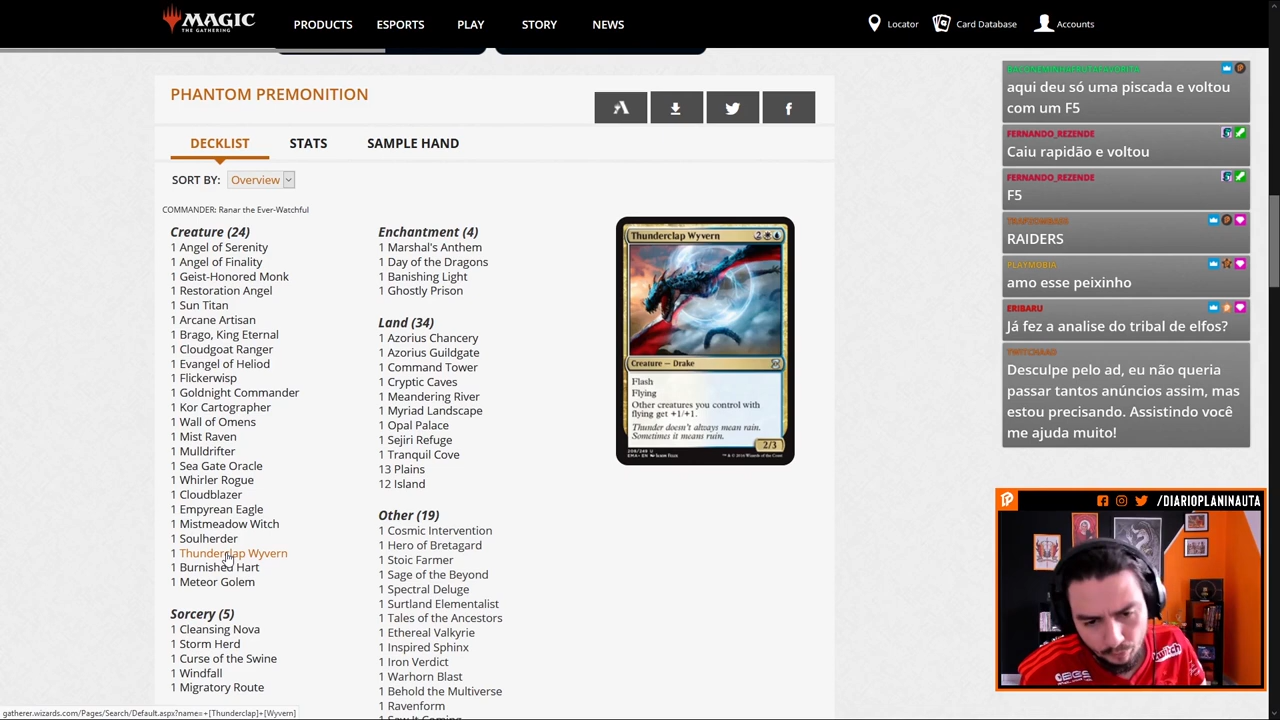 MAGIC
THE GATHERING
PRODUCTS
ESPORTS
PLAY
STORY
NEWS
Locator
Card Database
Accounts
PHANTOM PREMONITION
DECKLIST
STATS
SAMPLE HAND
SORT BY:
Overview
COMMANDER: Ranar the Ever-Watchful
Creature (24)
1 Angel of Serenity
1 Angel of Finality
1 Geist-Honored Monk
1 Restoration Angel
1 Sun Titan
1 Arcane Artisan
1 Brago, King Eternal
1 Cloudgoat Ranger
1 Evangel of Heliod
1 Flickerwisp
1 Goldnight Commander
1 Kor Cartographer
1 Wall of Omens
1 Mist Raven
1 Mulldrifter
1 Sea Gate Oracle
1 Whirler Rogue
1 Cloudblazer
1 Empyrean Eagle
1 Mistmeadow Witch
1 Soulherder
1 Thunderclap Wyvern
1 Burnished Hart
1 Meteor Golem
Sorcery (5)
1 Cleansing Nova
1 Storm Herd
1 Curse of the Swine
1 Windfall
1 Migratory Route
Enchantment (4)
1 Marshal's Anthem
1 Day of the Dragons
1 Banishing Light
1 Ghostly Prison
Land (34)
1 Azorius Chancery
1 Azorius Guildgate
1 Command Tower
1 Cryptic Caves
1 Meandering River
1 Myriad Landscape
1 Opal Palace
1 Sejiri Refuge
1 Tranquil Cove
13 Plains
12 Island
Other (19)
1 Cosmic Intervention
1 Hero of Bretagard
1 Stoic Farmer
1 Sage of the Beyond
1 Spectral Deluge
1 Surtland Elementalist
1 Tales of the Ancestors
1 Ethereal Valkyrie
1 Inspired Sphinx
1 Iron Verdict
1 Warhorn Blast
1 Behold the Multiverse
1 Ravenform
1 Saw It Coming
Thunderclap Wyvern
2
Creature — Drake
Flash
Flying
Other creatures you control with
flying get +1/+1.
Thunder doesn't always mean rain.
Sometimes it means ruin.
2/3
aqui deu só uma piscada e voltou
com um F5
FERNANDO_REZENDE
Caiu rapidão e voltou
FERNANDO_REZENDE
F5
RAIDERS
PLAYMOBIA
amo esse peixinho
ERIBARU
Já fez a analise do tribal de elfos?
TWITCHAAD
Desculpe pelo ad, eu não queria
passar tantos anúncios assim, mas
estou precisando. Assistindo você
me ajuda muito!
/DIARIOPLANINAUTA
twitch
gatherer.wizards.com/Pages/Search/Default.aspx?name=+[Thunderclap]+[Wyvern]